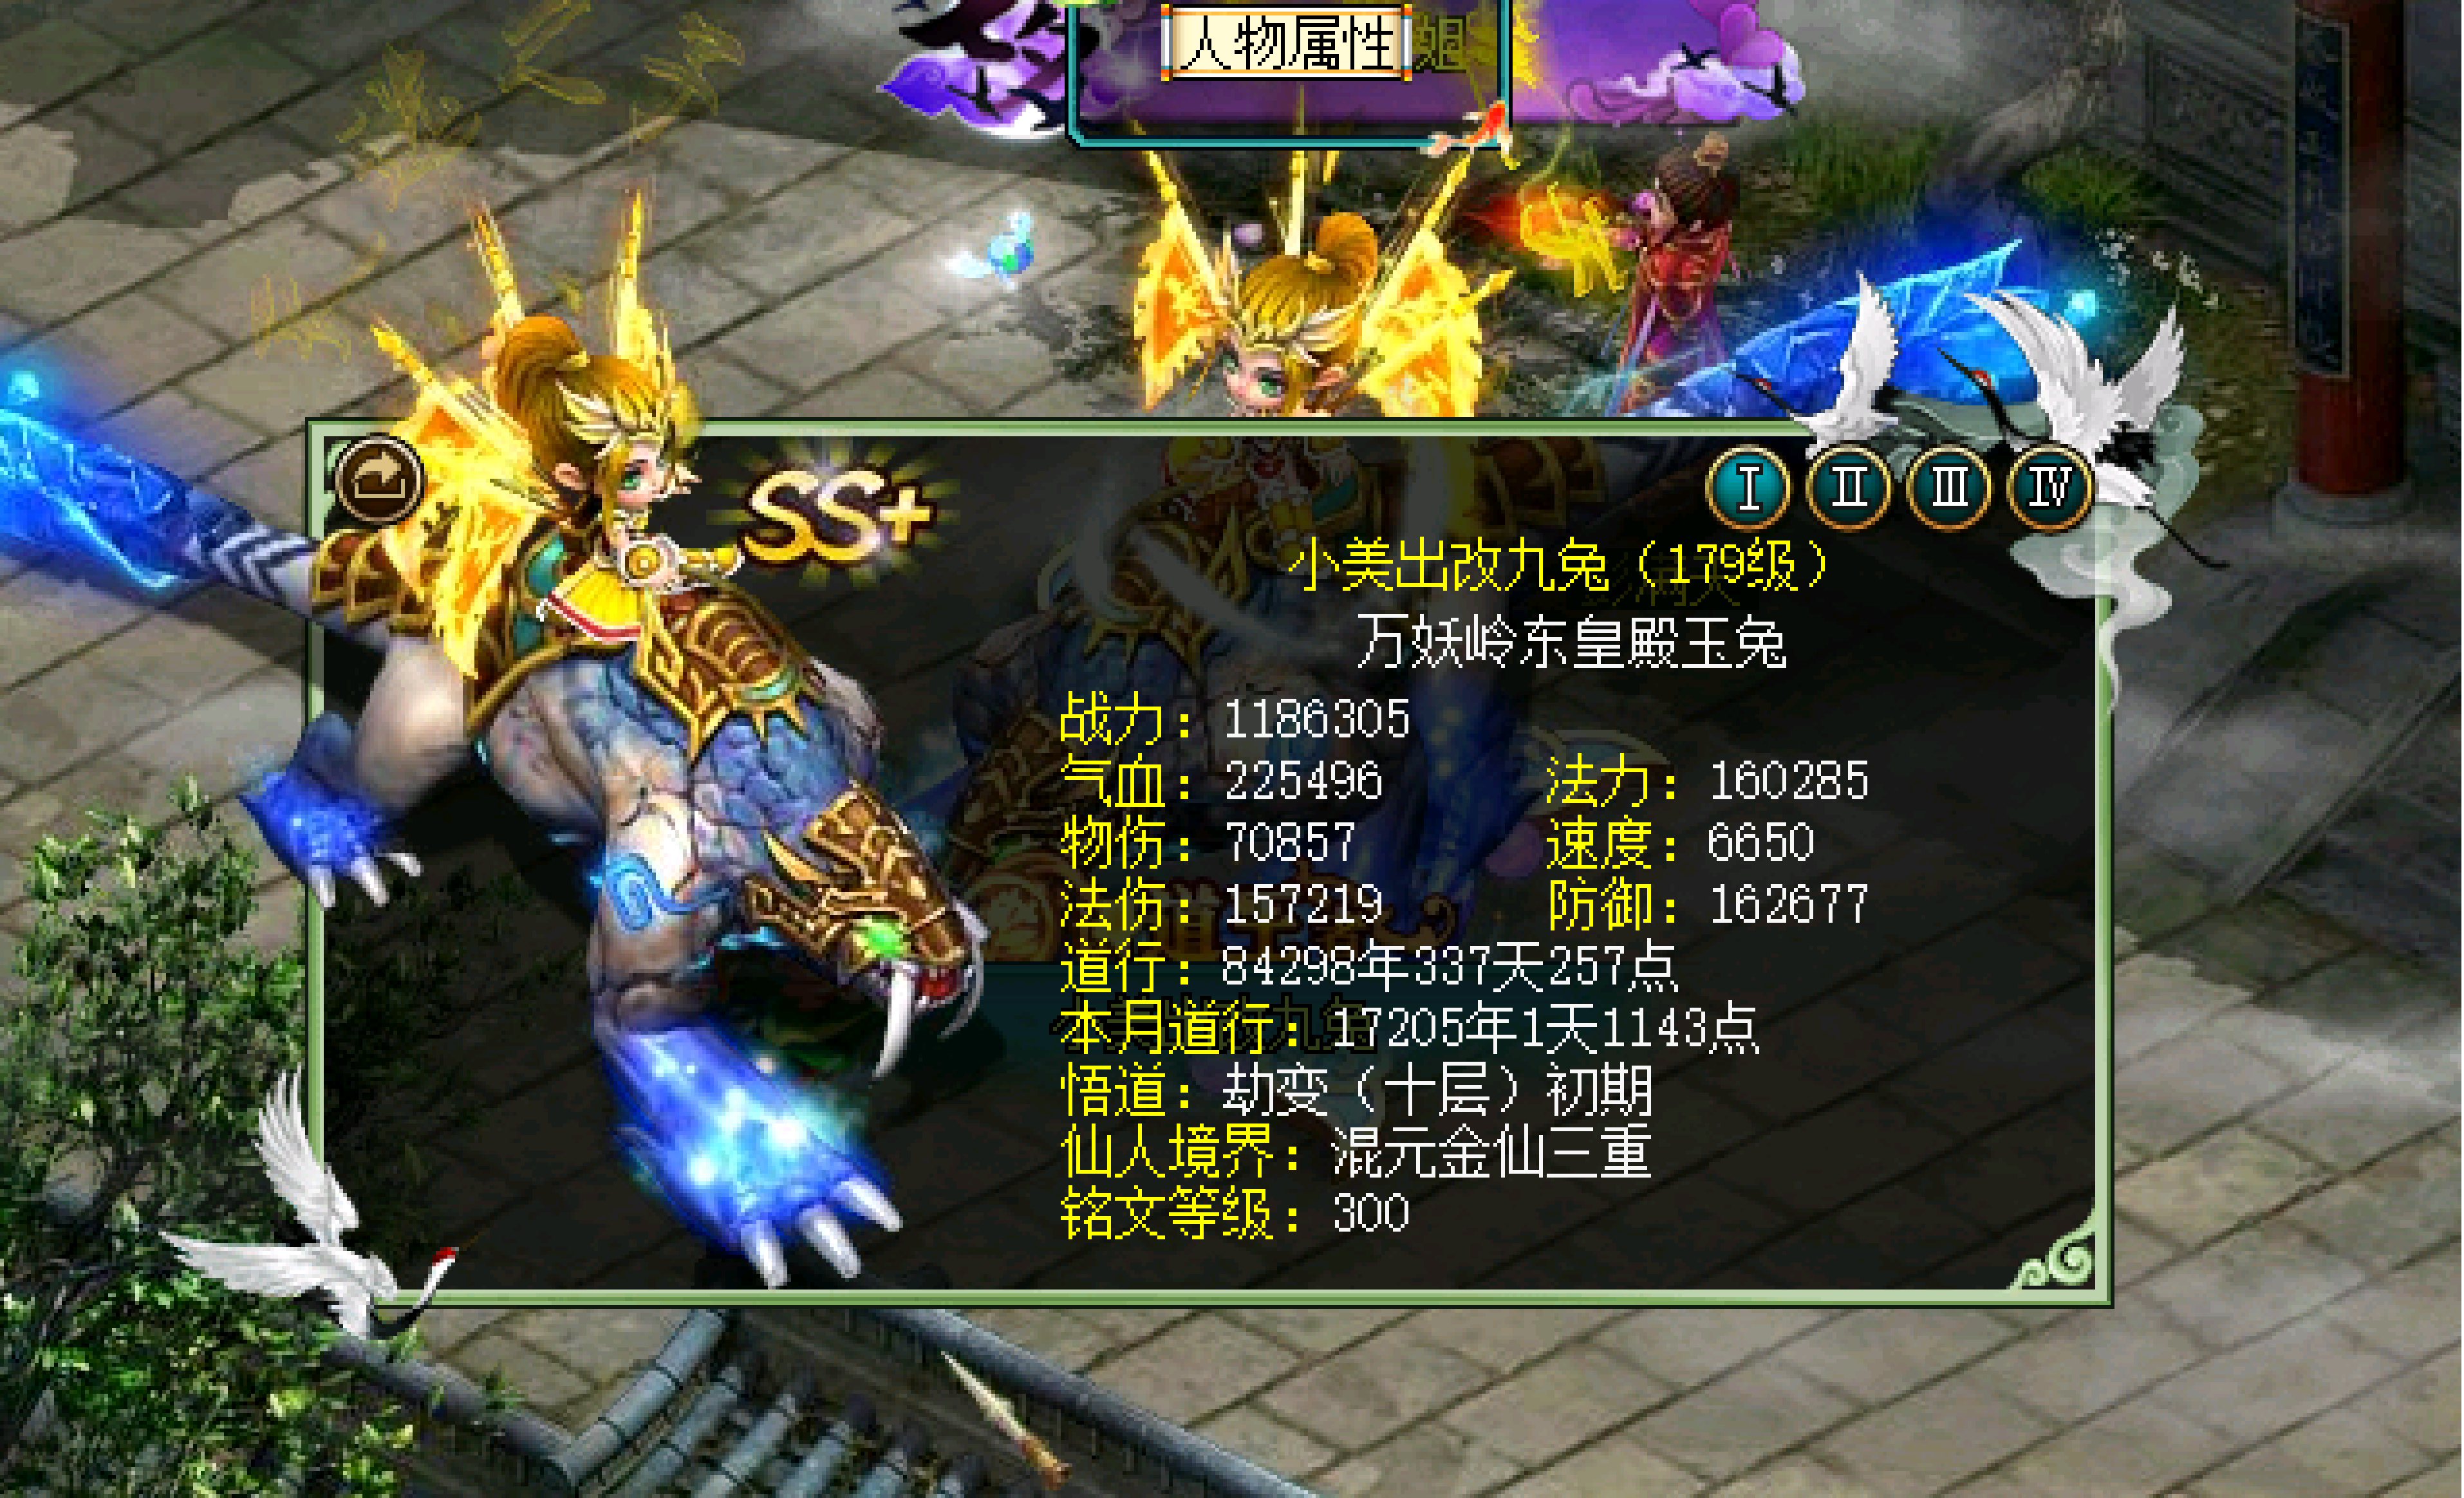 人物属性
SS+
I II III IV
小美出改九兔（179级）
万妖岭东皇殿玉兔
战力：1186305
气血：225496 法力：160285
物伤：70857 速度：6650
法伤：157219 防御：162677
道行：84298年337天257点
本月道行：17205年1天1143点
悟道：劫变（十层）初期
仙人境界：混元金仙三重
铭文等级：300